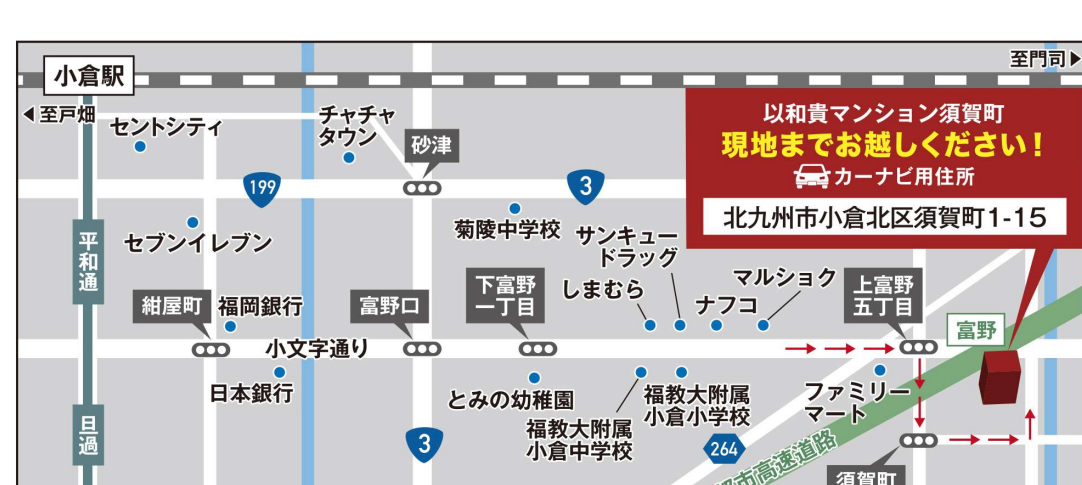 小倉駅
至門司▶
◀至戸畑
セントシティ
チャチャ
タウン
砂津
以和貴マンション須賀町
現地までお越しください！
カーナビ用住所
北九州市小倉北区須賀町1-15
199
3
平和通
セブンイレブン
菊陵中学校
サンキュー
ドラッグ
しまむら
マルショク
ナフコ
紺屋町
福岡銀行
富野口
下富野
一丁目
上富野
五丁目
富野
小文字通り
日本銀行
とみの幼稚園
福教大附属
小倉中学校
福教大附属
小倉小学校
ファミリー
マート
旦過
3
264
都市高速道路
須賀町